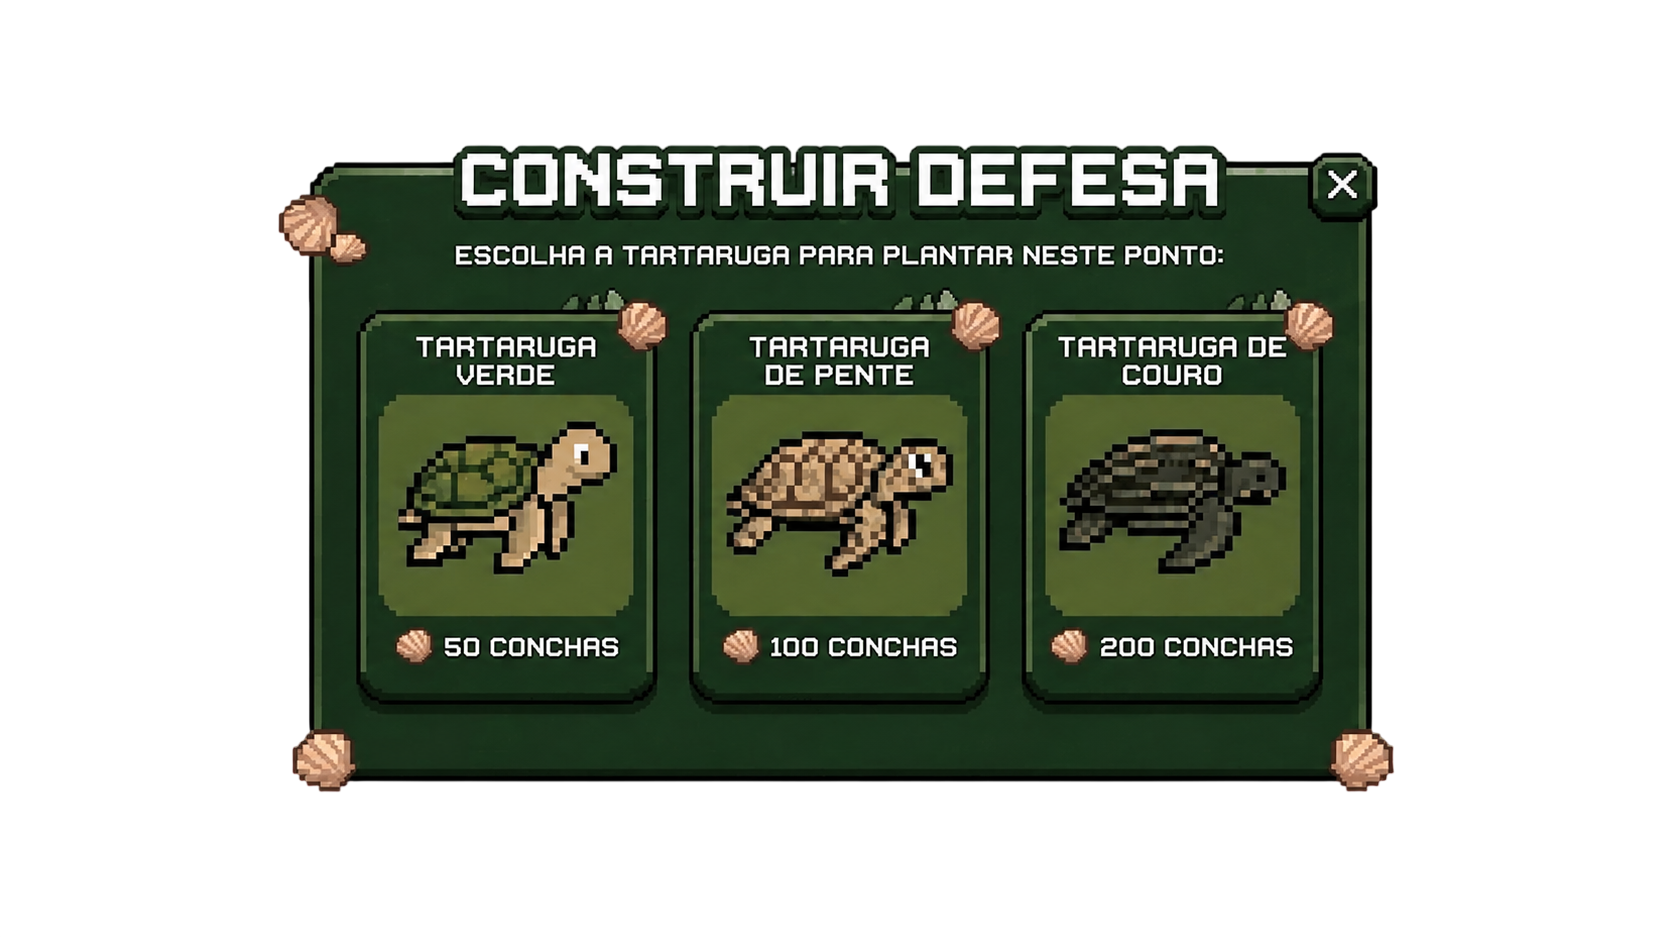 CONSTRUIR DEFESA
X
ESCOLHA A TARTARUGA PARA PLANTAR NESTE PONTO:
TARTARUGA
VERDE
50 CONCHAS
TARTARUGA
DE PENTE
100 CONCHAS
TARTARUGA DE
COURO
200 CONCHAS